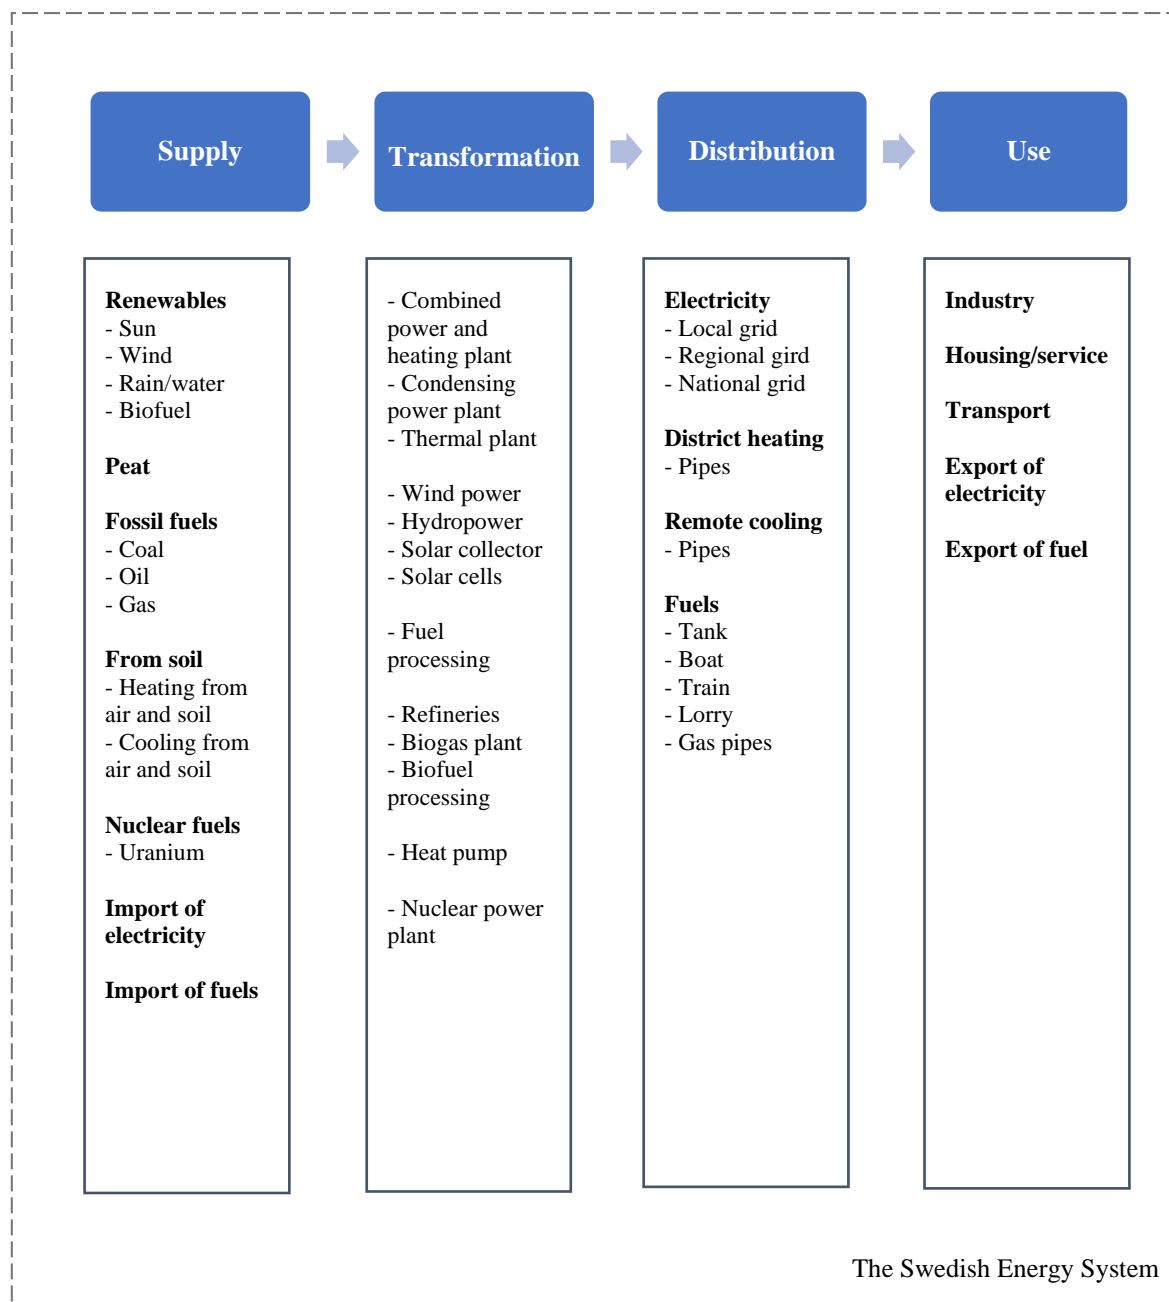 Supply
Transformation
Distribution
Use
Renewables
- Sun
- Wind
- Rain/water
- Biofuel
Peat
Fossil fuels
- Coal
- Oil
- Gas
From soil
- Heating from
air and soil
- Cooling from
air and soil
Nuclear fuels
- Uranium
Import of
electricity
Import of fuels
- Combined
power and
heating plant
- Condensing
power plant
- Thermal plant
- Wind power
- Hydropower
- Solar collector
- Solar cells
- Fuel
processing
- Refineries
- Biogas plant
- Biofuel
processing
- Heat pump
- Nuclear power
plant
Electricity
- Local grid
- Regional gird
- National grid
District heating
- Pipes
Remote cooling
- Pipes
Fuels
- Tank
- Boat
- Train
- Lorry
- Gas pipes
Industry
Housing/service
Transport
Export of
electricity
Export of fuel
The Swedish Energy System